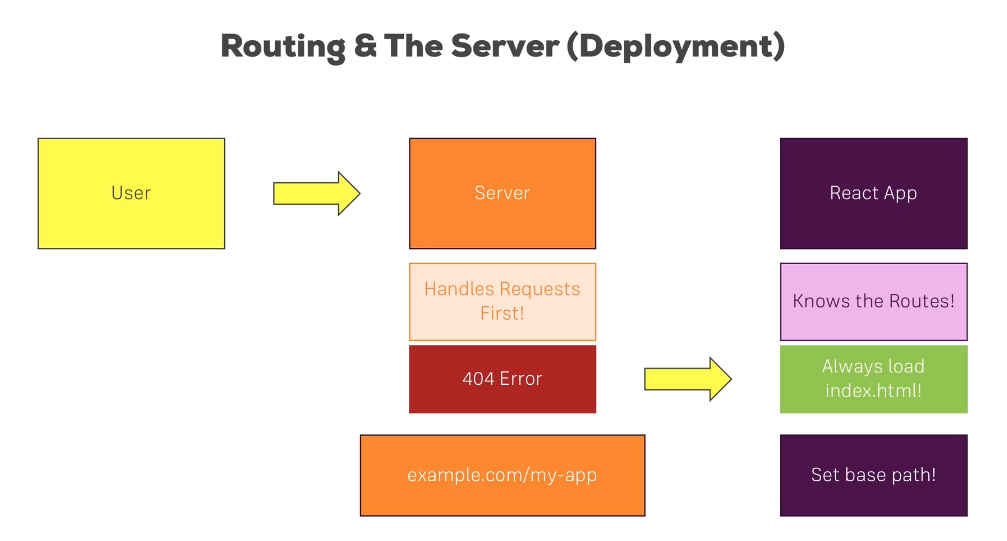 Routing & The Server (Deployment)
User
Server
React App
Handles Requests
First!
Knows the Routes!
404 Error
Always load
index.html!
example.com/my-app
Set base path!